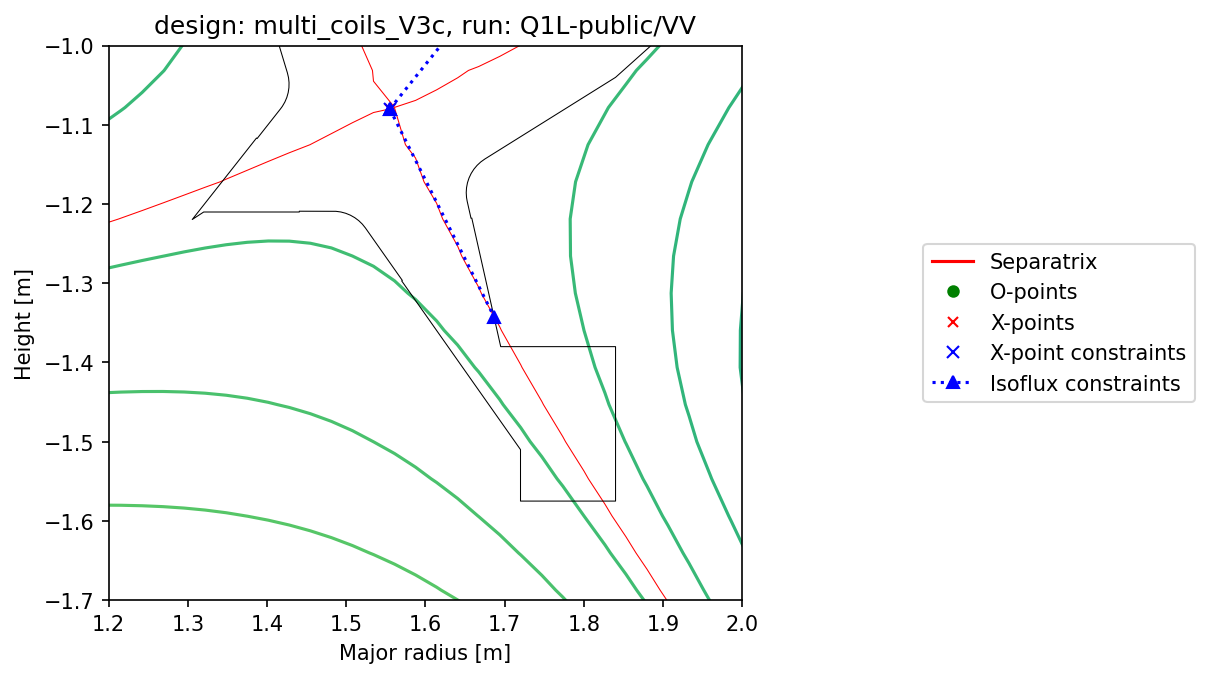 design: multi_coils_V3c, run: Q1L-public/VV
−1.0
−1.1
−1.2
−1.3
−1.4
−1.5
−1.6
−1.7
Height [m]
1.2 1.3 1.4 1.5 1.6 1.7 1.8 1.9 2.0
Major radius [m]
Separatrix
O-points
X-points
X-point constraints
Isoflux constraints